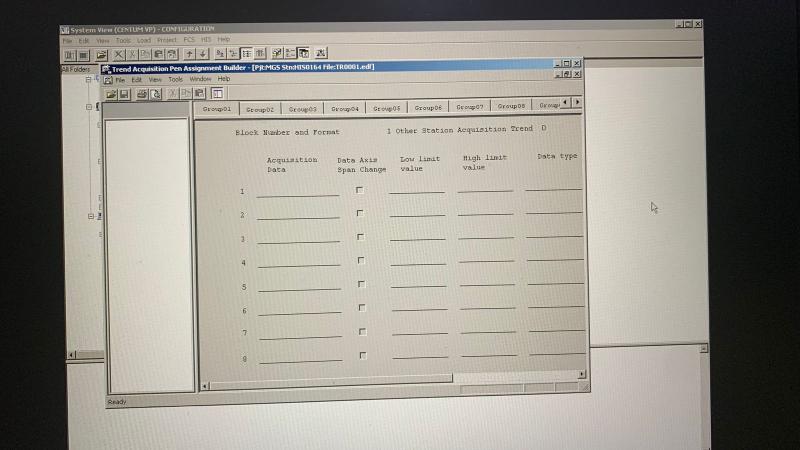 System View (CENTUM VP) - CONFIGURATION
File Edit View Tools Load Project FCS HIS Help
All Folders
Trend Acquisition Pen Assignment Builder - [Pjt:MGS Stn:HIS0164 File:TR0001.edf]
File Edit View Tools Window Help
Group01 Group02 Group03 Group04 Group05 Group06 Group07 Group08 Group
Block Number and Format 1 Other Station Acquisition Trend D
Acquisition Data Axis Low limit High limit Data type
Data Span Change value value
1
2
3
4
5
6
7
8
Ready